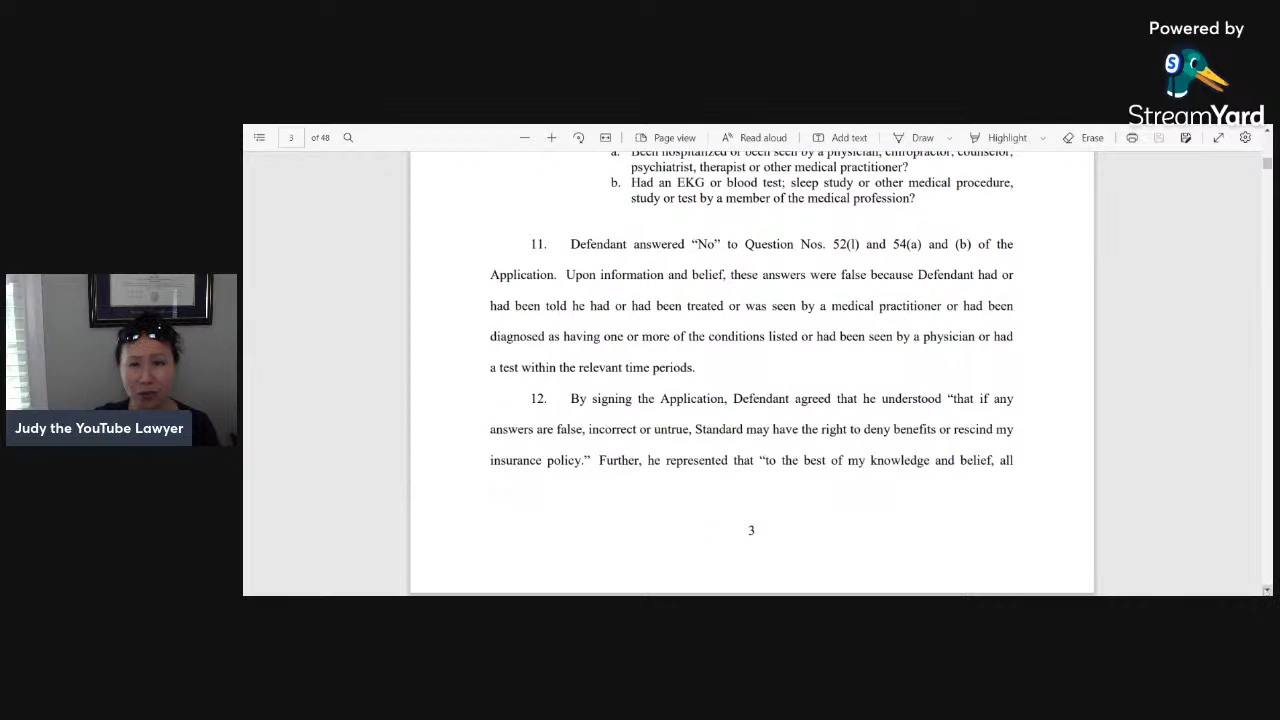 Powered by
StreamYard
3 of 48
Page view
Read aloud
Add text
Draw
Highlight
Erase
a. Been hospitalized or been seen by a physician, chiropractor, counselor,
psychiatrist, therapist or other medical practitioner?
b. Had an EKG or blood test; sleep study or other medical procedure,
study or test by a member of the medical profession?
11. Defendant answered “No” to Question Nos. 52(l) and 54(a) and (b) of the
Application. Upon information and belief, these answers were false because Defendant had or
had been told he had or had been treated or was seen by a medical practitioner or had been
diagnosed as having one or more of the conditions listed or had been seen by a physician or had
a test within the relevant time periods.
12. By signing the Application, Defendant agreed that he understood “that if any
answers are false, incorrect or untrue, Standard may have the right to deny benefits or rescind my
insurance policy.” Further, he represented that “to the best of my knowledge and belief, all
3
Judy the YouTube Lawyer